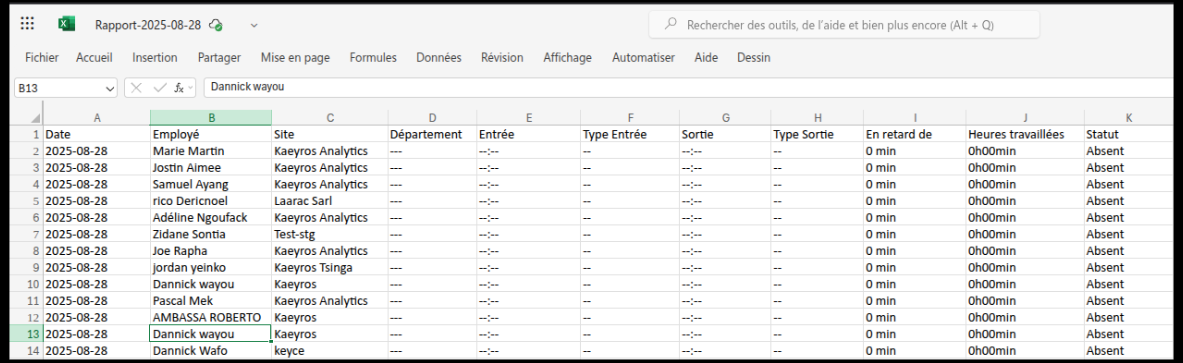 Rapport-2025-08-28 Rechercher des outils, de l'aide et bien plus encore (Alt + Q)
Fichier Accueil Insertion Partager Mise en page Formules Données Révision Affichage Automatiser Aide Dessin
B13 fx Dannick wayou
A B C D E F G H I J K
1 Date Employé Site Département Entrée Type Entrée Sortie Type Sortie En retard de Heures travaillées Statut
2 2025-08-28 Marie Martin Kaeyros Analytics --- --:-- -- --:-- -- 0 min 0h00min Absent
3 2025-08-28 Jostin Aimee Kaeyros Analytics --- --:-- -- --:-- -- 0 min 0h00min Absent
4 2025-08-28 Samuel Ayang Kaeyros Analytics --- --:-- -- --:-- -- 0 min 0h00min Absent
5 2025-08-28 rico Dericnoel Laarac Sarl --- --:-- -- --:-- -- 0 min 0h00min Absent
6 2025-08-28 Adéline Ngoufack Kaeyros Analytics --- --:-- -- --:-- -- 0 min 0h00min Absent
7 2025-08-28 Zidane Sontia Test-stg --- --:-- -- --:-- -- 0 min 0h00min Absent
8 2025-08-28 Joe Rapha Kaeyros Analytics --- --:-- -- --:-- -- 0 min 0h00min Absent
9 2025-08-28 jordan yeinko Kaeyros Tsinga --- --:-- -- --:-- -- 0 min 0h00min Absent
10 2025-08-28 Dannick wayou Kaeyros --- --:-- -- --:-- -- 0 min 0h00min Absent
11 2025-08-28 Pascal Mek Kaeyros Analytics --- --:-- -- --:-- -- 0 min 0h00min Absent
12 2025-08-28 AMBASSA ROBERTO Kaeyros --- --:-- -- --:-- -- 0 min 0h00min Absent
13 2025-08-28 Dannick wayou Kaeyros --- --:-- -- --:-- -- 0 min 0h00min Absent
14 2025-08-28 Dannick Wafo keyce --- --:-- -- --:-- -- 0 min 0h00min Absent